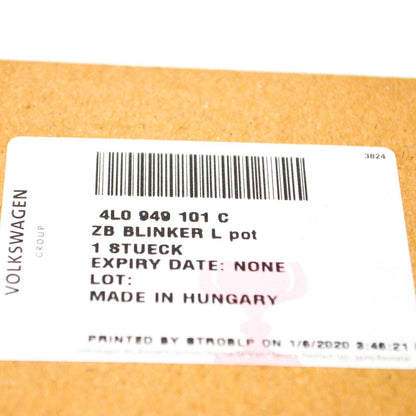 3824
4L0 949 101 C
ZB BLINKER L pot
1 STUECK
EXPIRY DATE: NONE
LOT:
MADE IN HUNGARY
PRINTED BY STROBLP ON 1/6/2020 3:46:21
VOLKSWAGEN
GROUP